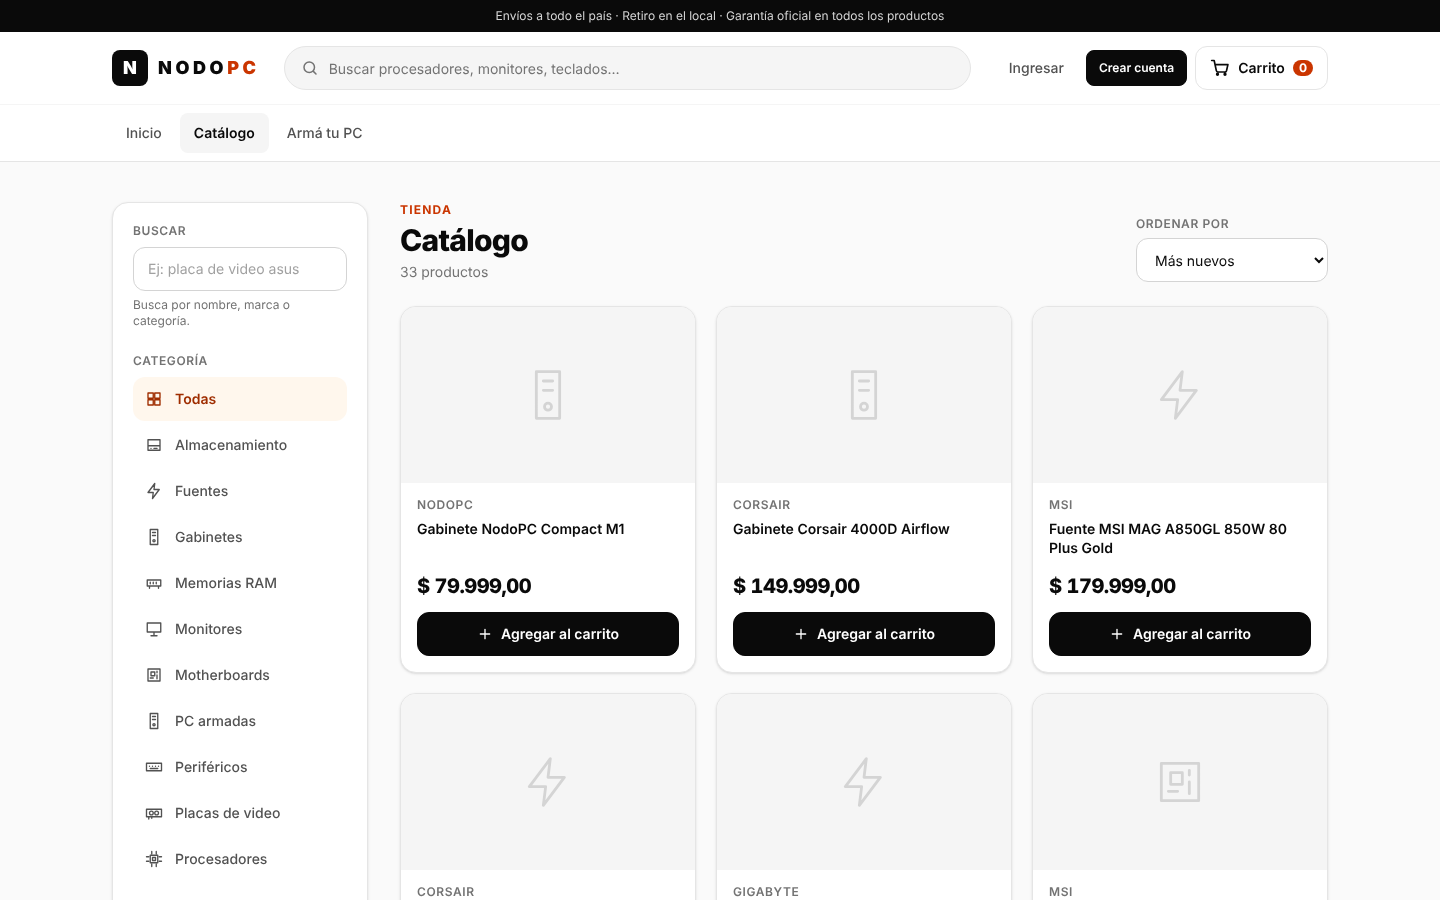 Envíos a todo el país · Retiro en el local · Garantía oficial en todos los productos
N NODOPC
Buscar procesadores, monitores, teclados...
Ingresar
Crear cuenta
Carrito 0
Inicio
Catálogo
Armá tu PC
BUSCAR
Ej: placa de video asus
Busca por nombre, marca o
categoría.
CATEGORÍA
Todas
Almacenamiento
Fuentes
Gabinetes
Memorias RAM
Monitores
Motherboards
PC armadas
Periféricos
Placas de video
Procesadores
TIENDA
Catálogo
33 productos
ORDENAR POR
Más nuevos
NODOPC
Gabinete NodoPC Compact M1
$ 79.999,00
Agregar al carrito
CORSAIR
Gabinete Corsair 4000D Airflow
$ 149.999,00
Agregar al carrito
MSI
Fuente MSI MAG A850GL 850W 80
Plus Gold
$ 179.999,00
Agregar al carrito
CORSAIR
GIGABYTE
MSI